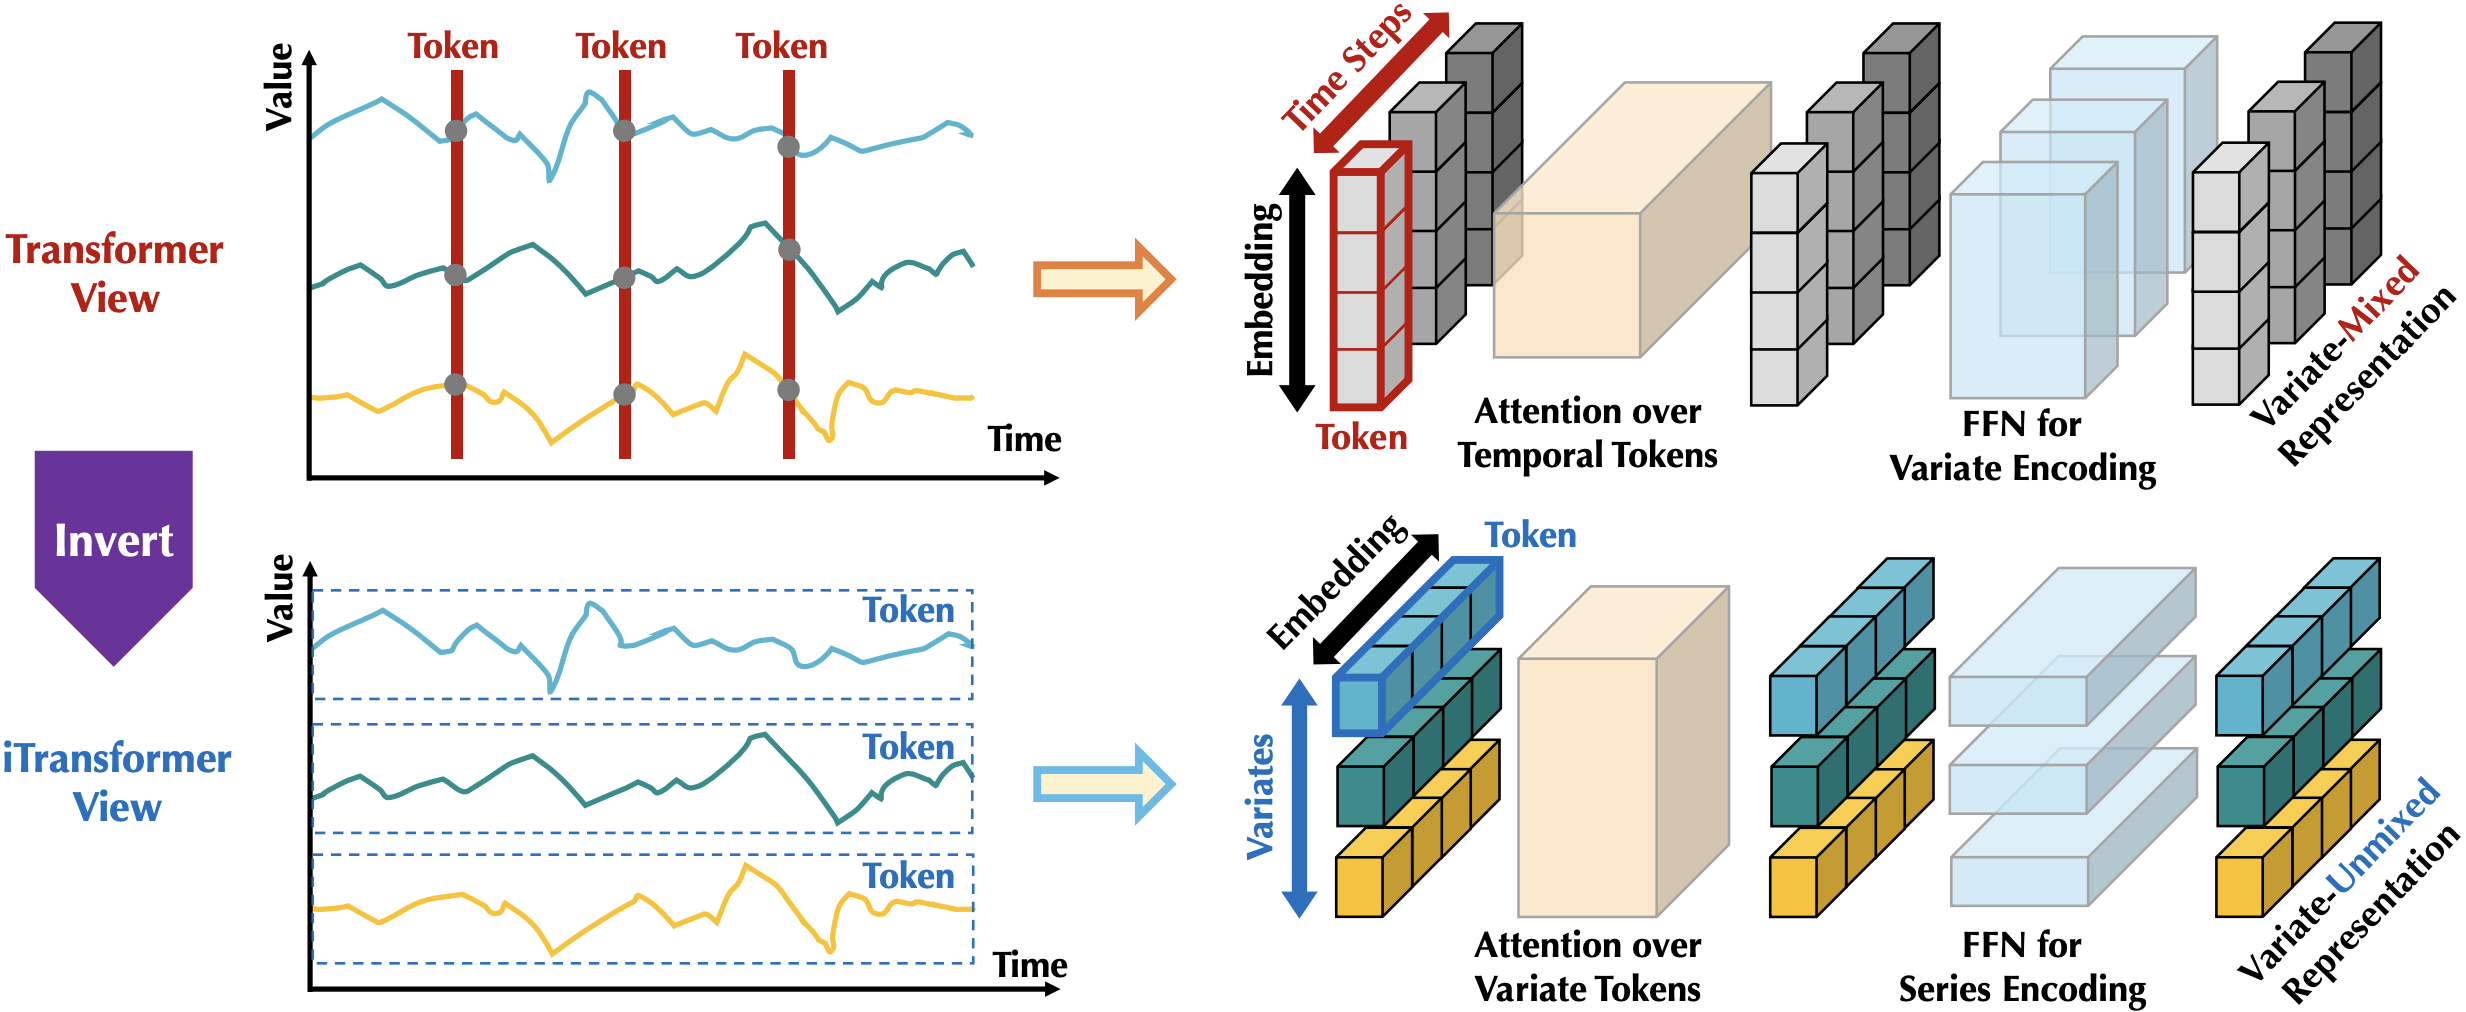 Transformer
View
Value
Token
Token
Token
Time
Time Steps
Embedding
Token
Attention over
Temporal Tokens
FFN for
Variate Encoding
Variate-Mixed
Representation
Invert
iTransformer
View
Value
Token
Token
Token
Time
Embedding
Token
Variates
Attention over
Variate Tokens
FFN for
Series Encoding
Variate-Unmixed
Representation